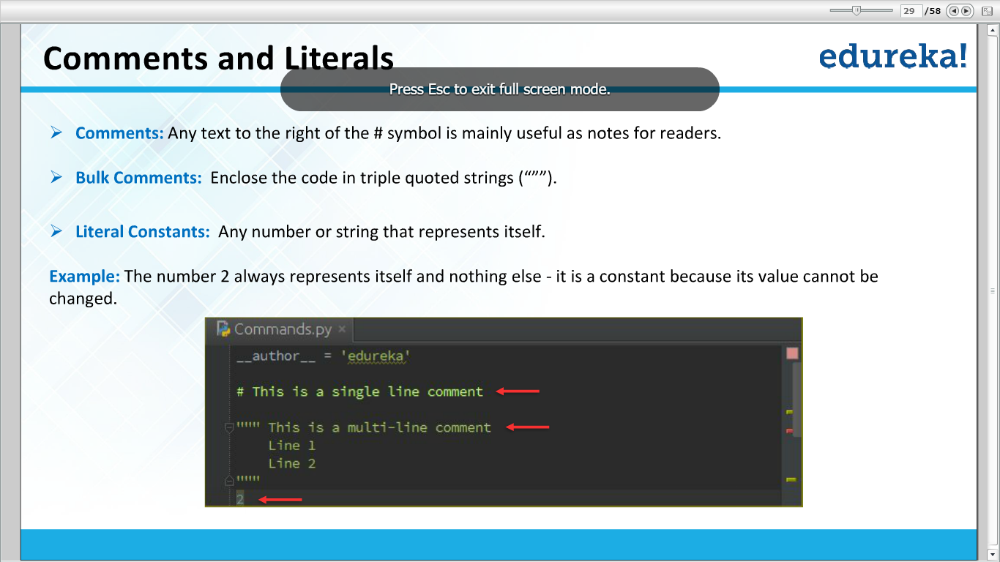 29 /58
Comments and Literals
edureka!
Press Esc to exit full screen mode.
Comments: Any text to the right of the # symbol is mainly useful as notes for readers.
Bulk Comments: Enclose the code in triple quoted strings (“””).
Literal Constants: Any number or string that represents itself.
Example: The number 2 always represents itself and nothing else - it is a constant because its value cannot be
changed.
Commands.py ×
__author__ = 'edureka'
# This is a single line comment
""" This is a multi-line comment
Line 1
Line 2
"""
2